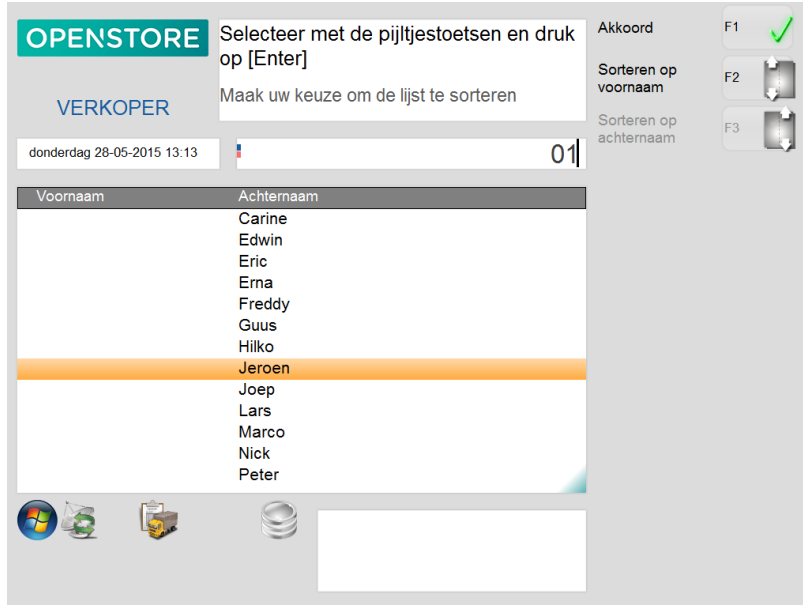 OPENSTORE
VERKOPER
Selecteer met de pijltjestoetsen en druk
op [Enter]
Maak uw keuze om de lijst te sorteren
Akkoord
F1
Sorteren op
voornaam
F2
Sorteren op
achternaam
F3
donderdag 28-05-2015 13:13
01
Voornaam Achternaam
Carine
Edwin
Eric
Erna
Freddy
Guus
Hilko
Jeroen
Joep
Lars
Marco
Nick
Peter